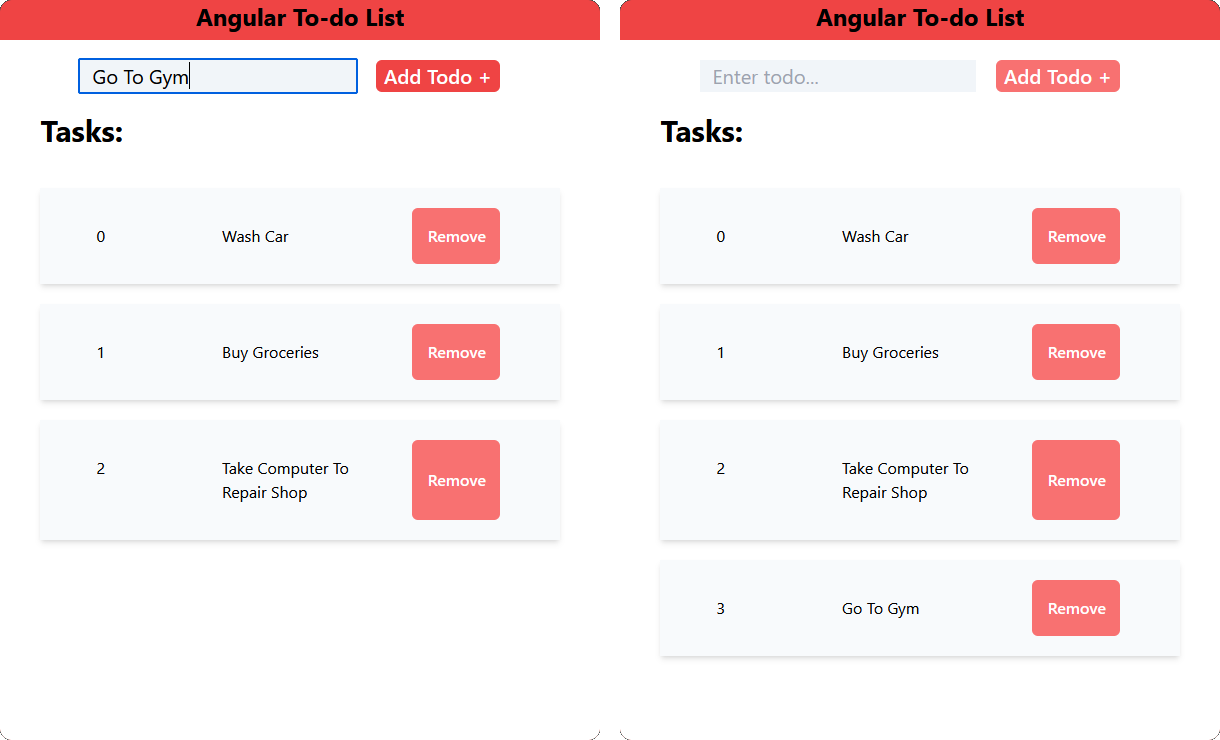 Angular To-do List
Go To Gym
Add Todo +
Tasks:
0
Wash Car
Remove
1
Buy Groceries
Remove
2
Take Computer To
Repair Shop
Remove
Angular To-do List
Enter todo...
Add Todo +
Tasks:
0
Wash Car
Remove
1
Buy Groceries
Remove
2
Take Computer To
Repair Shop
Remove
3
Go To Gym
Remove